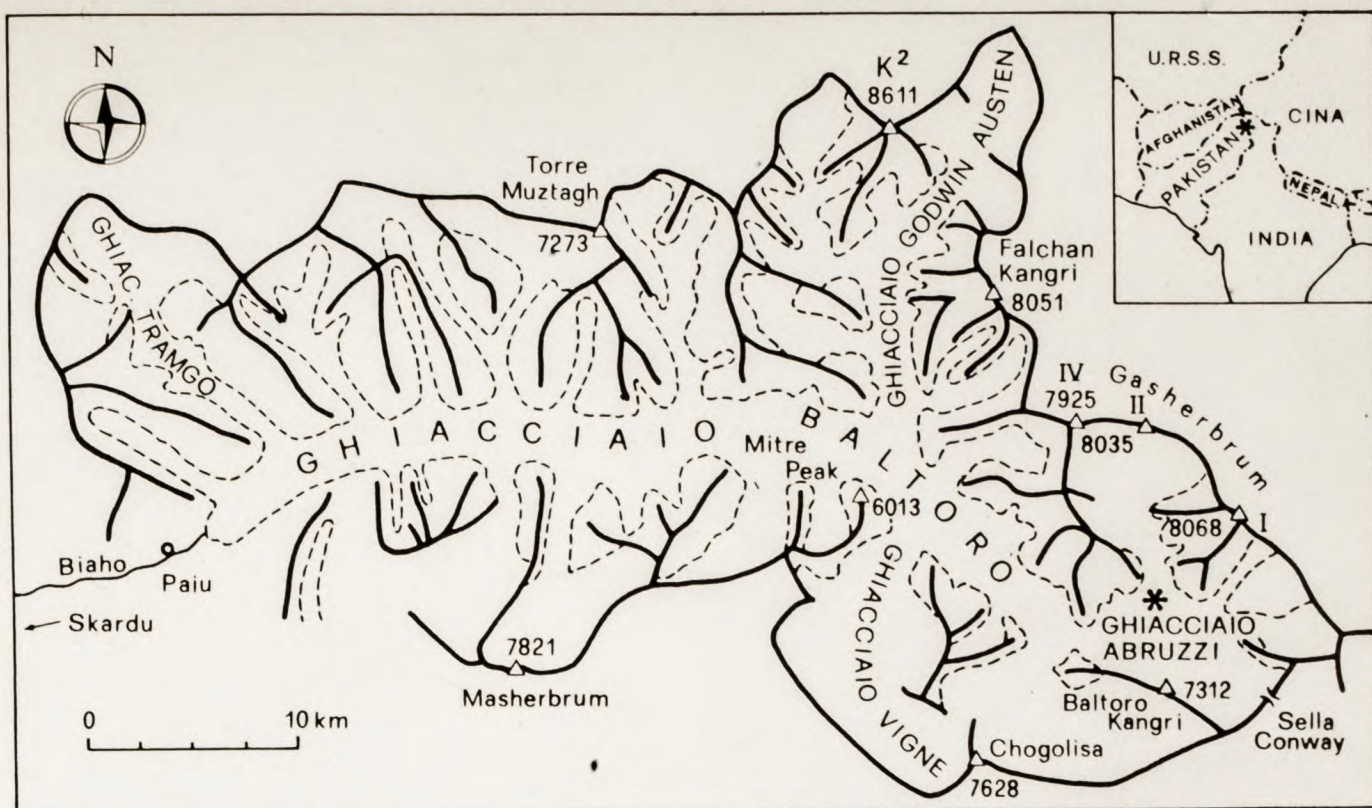 N
K²
8611
GHIACCIAIO GODWIN AUSTEN
Torre
Muztagh
7273
GHIAC TRAMGO
Falchan
Kangri
8051
IV
7925
Gasherbrum
II
8035
I
8068
GHIACCIAIO BALTORO
Mitre
Peak
6013
GHIACCIAIO VIGNE
GHIACCIAIO
ABRUZZI
Biaho
Paiu
← Skardu
7821
Masherbrum
0 10 km
7312
Baltoro
Kangri
Sella
Conway
Chogolisa
7628
U.R.S.S.
CINA
AFGHANISTAN
PAKISTAN
NEPAL
INDIA